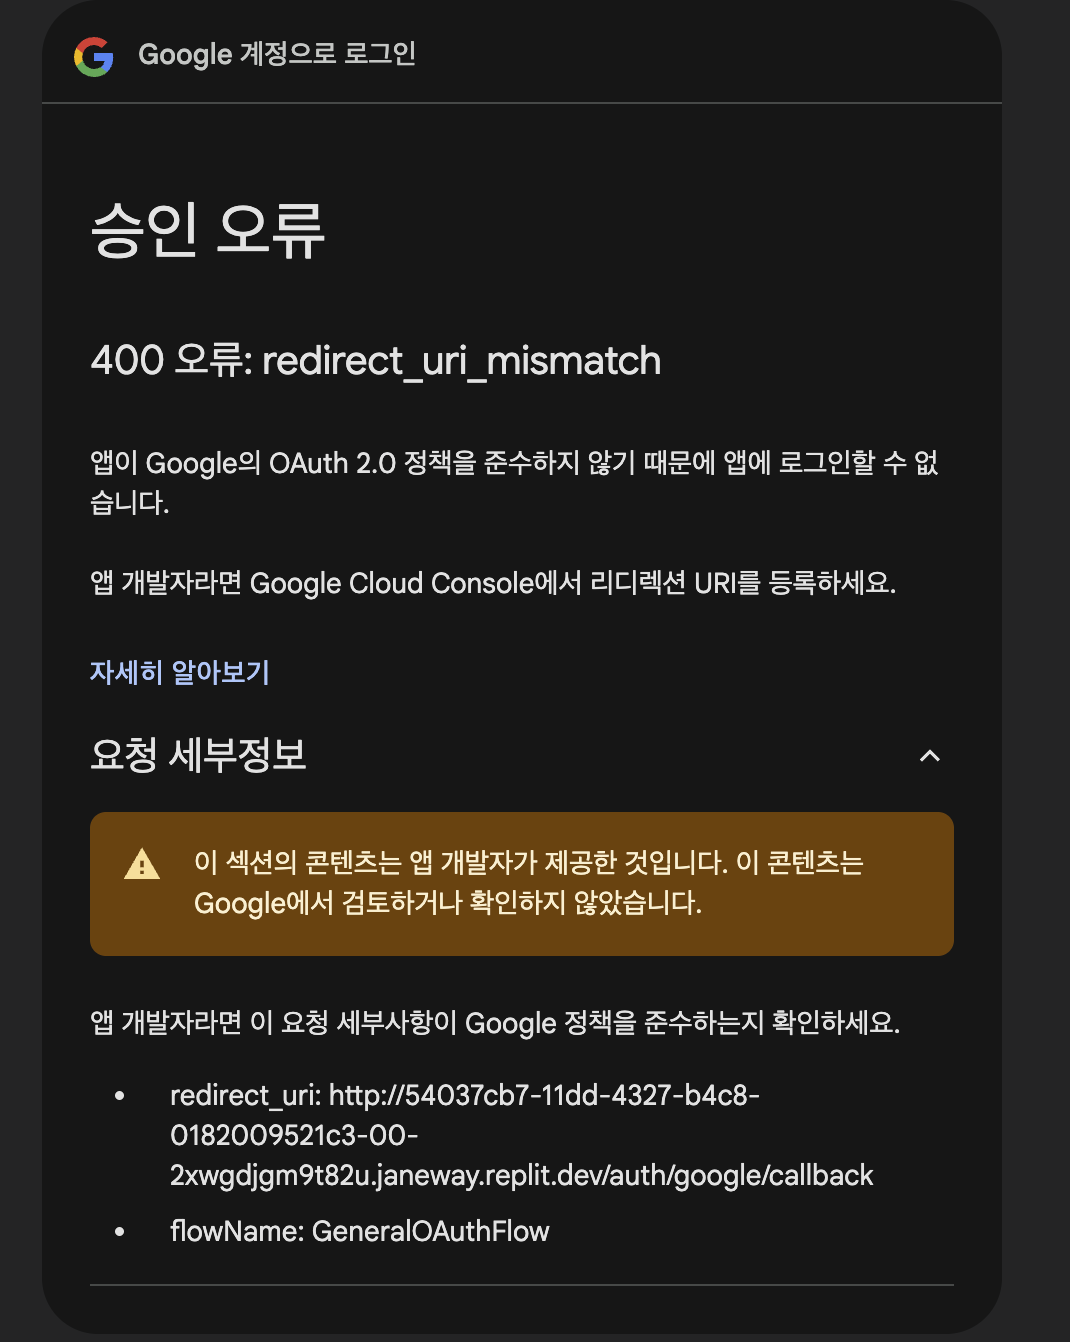 Google 계정으로 로그인
승인 오류
400 오류: redirect_uri_mismatch
앱이 Google의 OAuth 2.0 정책을 준수하지 않기 때문에 앱에 로그인할 수 없
습니다.
앱 개발자라면 Google Cloud Console에서 리디렉션 URI를 등록하세요.
자세히 알아보기
요청 세부정보
이 섹션의 콘텐츠는 앱 개발자가 제공한 것입니다. 이 콘텐츠는
Google에서 검토하거나 확인하지 않았습니다.
앱 개발자라면 이 요청 세부사항이 Google 정책을 준수하는지 확인하세요.
• redirect_uri: http://54037cb7-11dd-4327-b4c8-
0182009521c3-00-
2xwgdjgm9t82u.janeway.replit.dev/auth/google/callback
• flowName: GeneralOAuthFlow